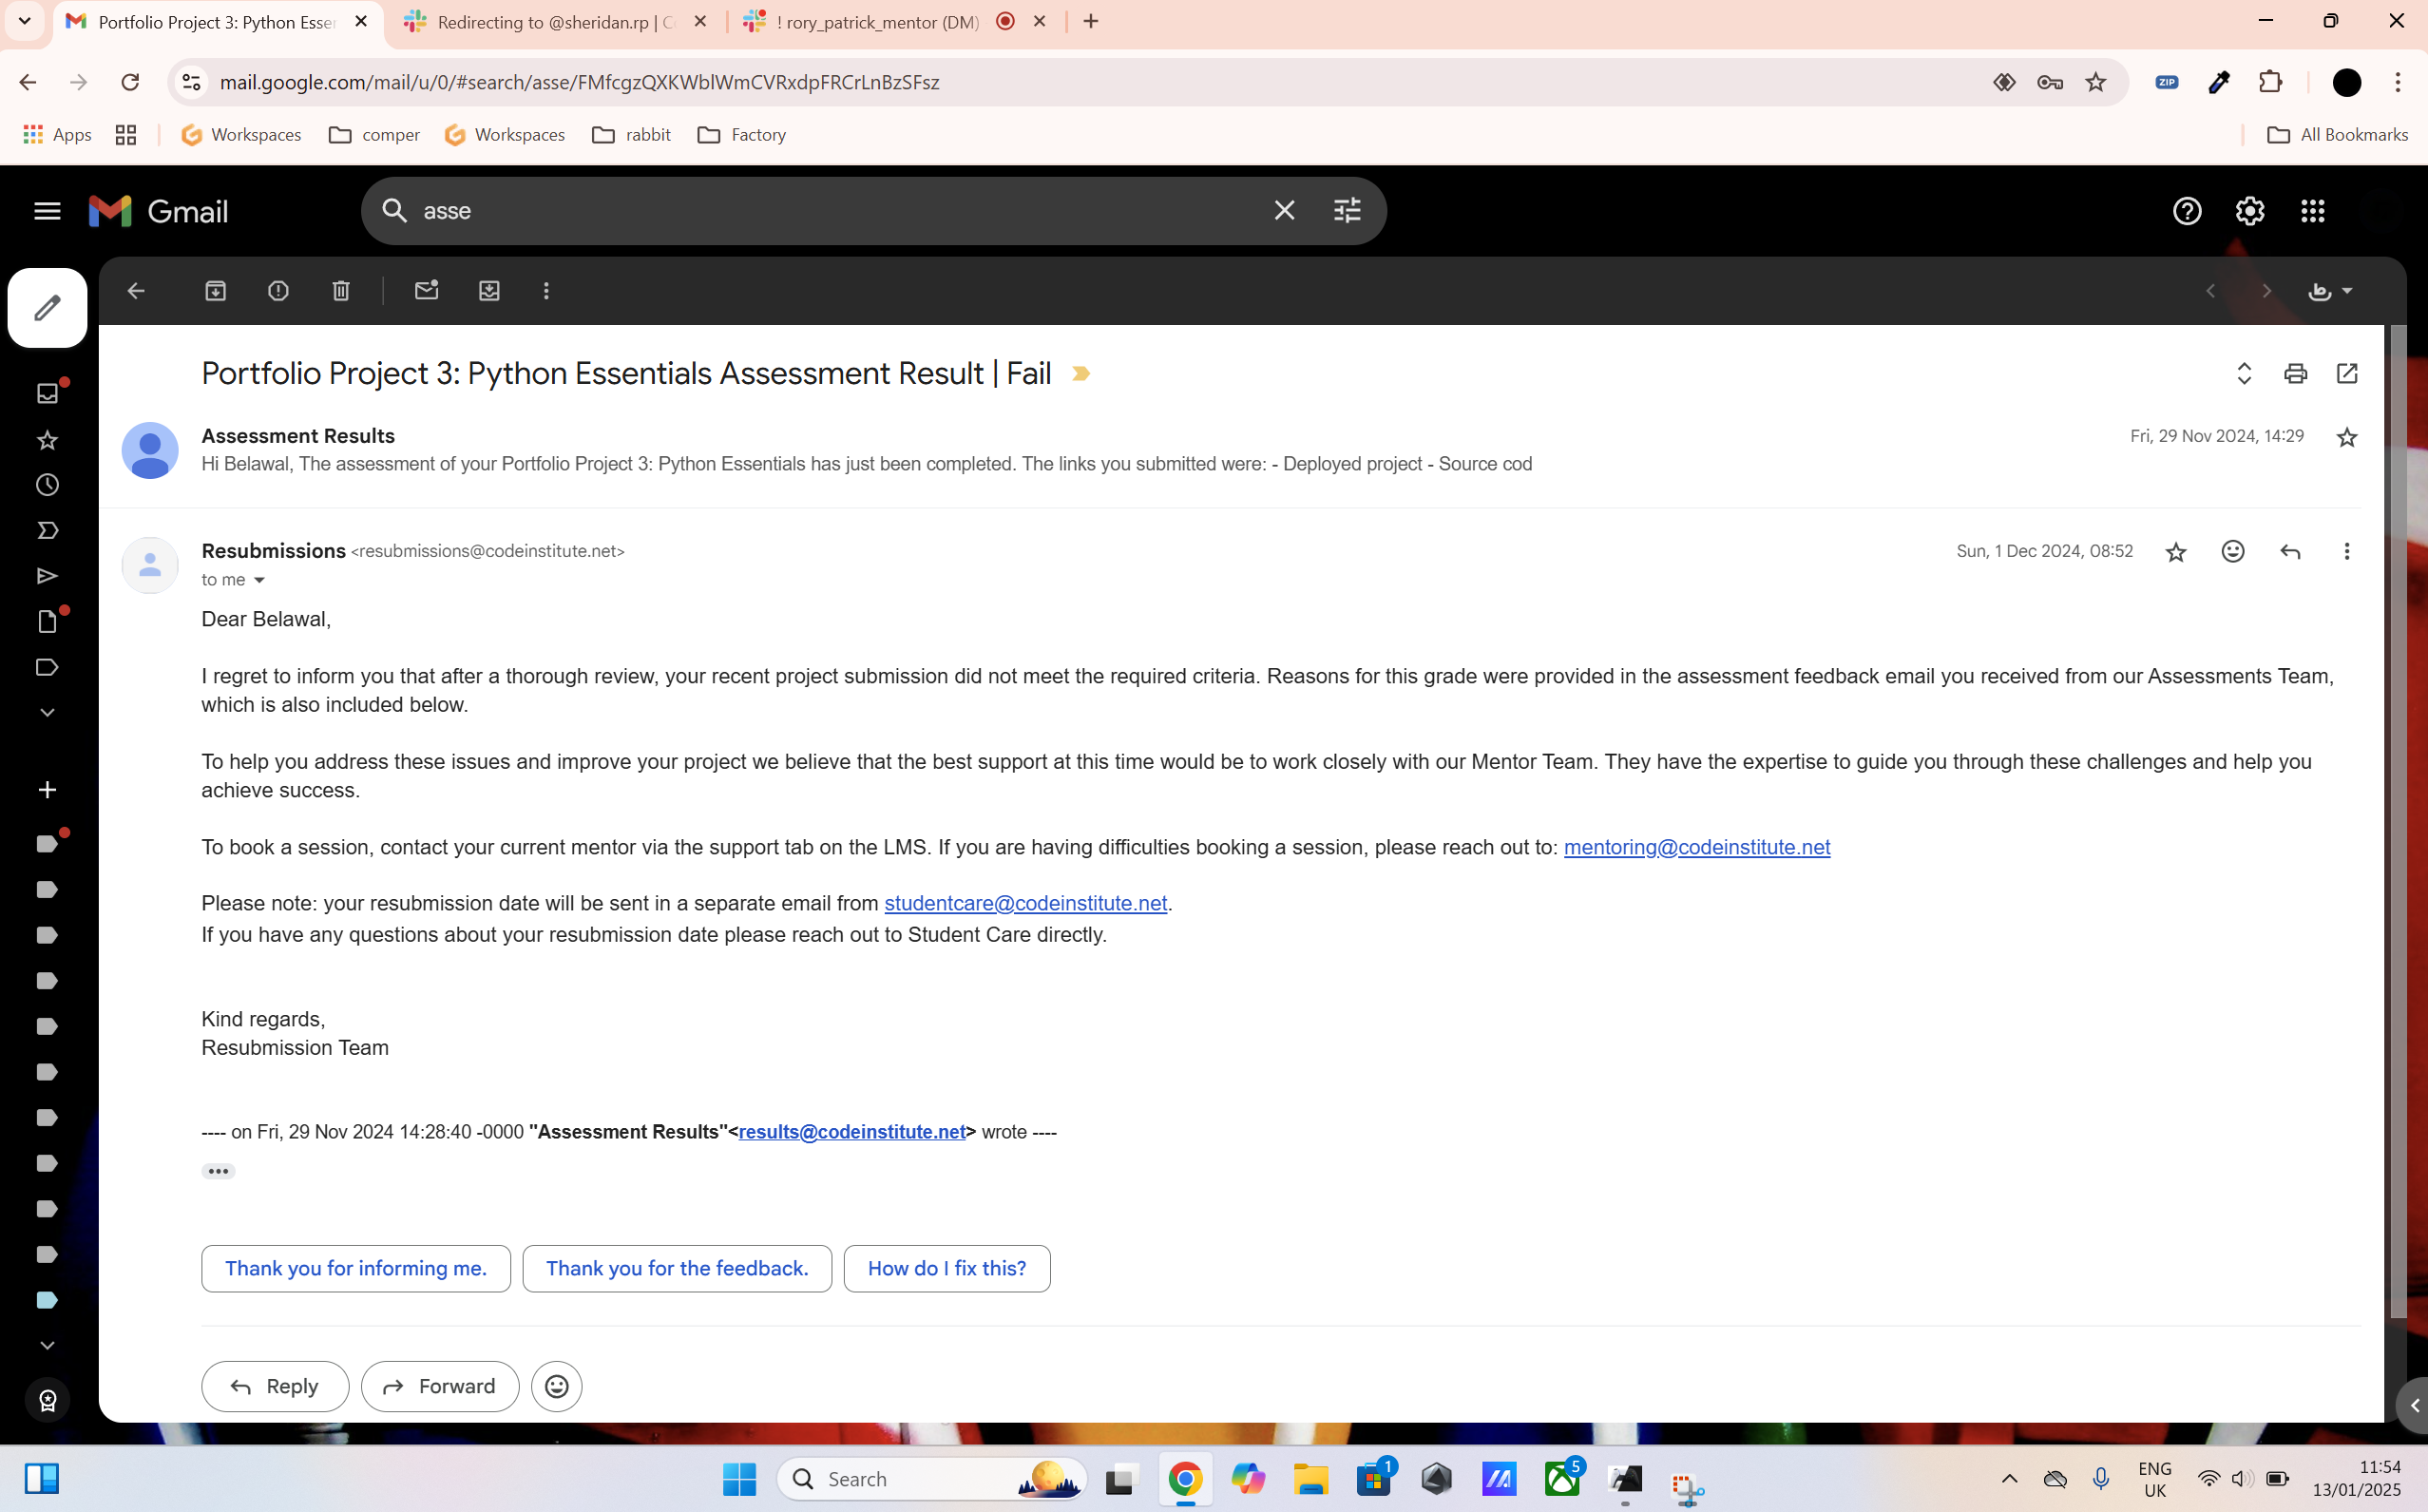 Portfolio Project 3: Python Esser
Redirecting to @sheridan.rp | C
! rory_patrick_mentor (DM)
mail.google.com/mail/u/0/#search/asse/FMfcgzQXKWblWmCVRxdpFRCrLnBzSFsz
ZIP
Apps
Workspaces
comper
Workspaces
rabbit
Factory
All Bookmarks
Gmail
asse
Portfolio Project 3: Python Essentials Assessment Result | Fail
Assessment Results
Fri, 29 Nov 2024, 14:29
Hi Belawal, The assessment of your Portfolio Project 3: Python Essentials has just been completed. The links you submitted were: - Deployed project - Source cod
Resubmissions <resubmissions@codeinstitute.net>
Sun, 1 Dec 2024, 08:52
to me
Dear Belawal,
I regret to inform you that after a thorough review, your recent project submission did not meet the required criteria. Reasons for this grade were provided in the assessment feedback email you received from our Assessments Team,
which is also included below.
To help you address these issues and improve your project we believe that the best support at this time would be to work closely with our Mentor Team. They have the expertise to guide you through these challenges and help you
achieve success.
To book a session, contact your current mentor via the support tab on the LMS. If you are having difficulties booking a session, please reach out to: mentoring@codeinstitute.net
Please note: your resubmission date will be sent in a separate email from studentcare@codeinstitute.net.
If you have any questions about your resubmission date please reach out to Student Care directly.
Kind regards,
Resubmission Team
---- on Fri, 29 Nov 2024 14:28:40 -0000 "Assessment Results"<results@codeinstitute.net> wrote ----
Thank you for informing me.
Thank you for the feedback.
How do I fix this?
Reply
Forward
Search
1
5
ENG
UK
11:54
13/01/2025